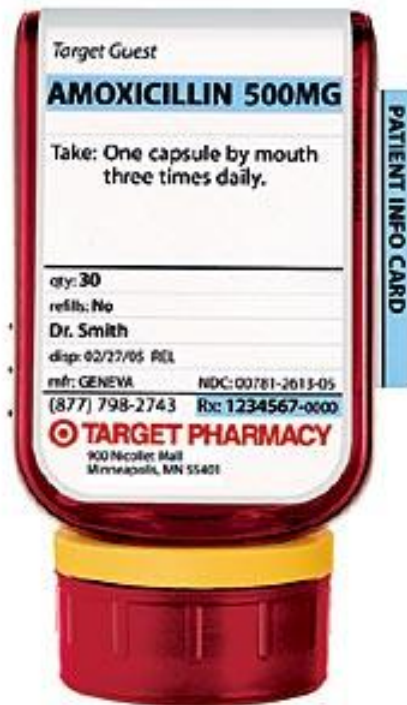 Target Guest
AMOXICILLIN 500MG
Take: One capsule by mouth
three times daily.
qty: 30
refills: No
Dr. Smith
disp: 02/27/05 REL
mfr: GENEVA NDC: 00781-2613-05
(877) 798-2743 Rx: 1234567-0000
TARGET PHARMACY
900 Nicollet Mall
Minneapolis, MN 55401
PATIENT INFO CARD